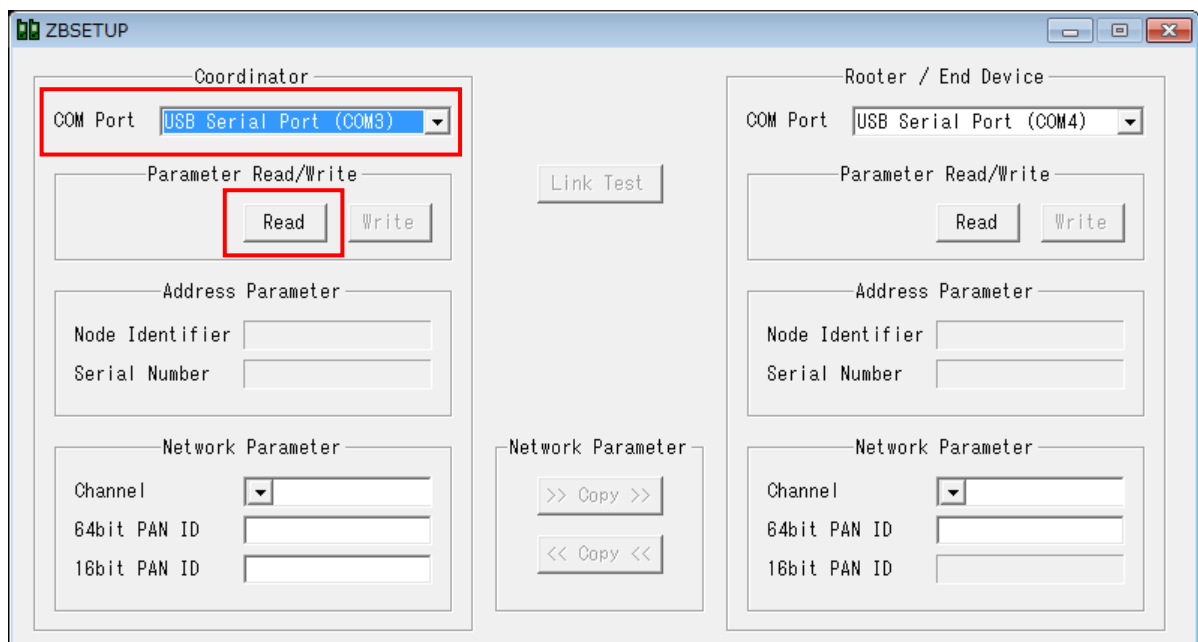 ZBSETUP
Coordinator
COM Port USB Serial Port (COM3)
Parameter Read/Write
Read Write
Address Parameter
Node Identifier
Serial Number
Network Parameter
Channel
64bit PAN ID
16bit PAN ID
Link Test
Network Parameter
>> Copy >>
<< Copy <<
Rooter / End Device
COM Port USB Serial Port (COM4)
Parameter Read/Write
Read Write
Address Parameter
Node Identifier
Serial Number
Network Parameter
Channel
64bit PAN ID
16bit PAN ID